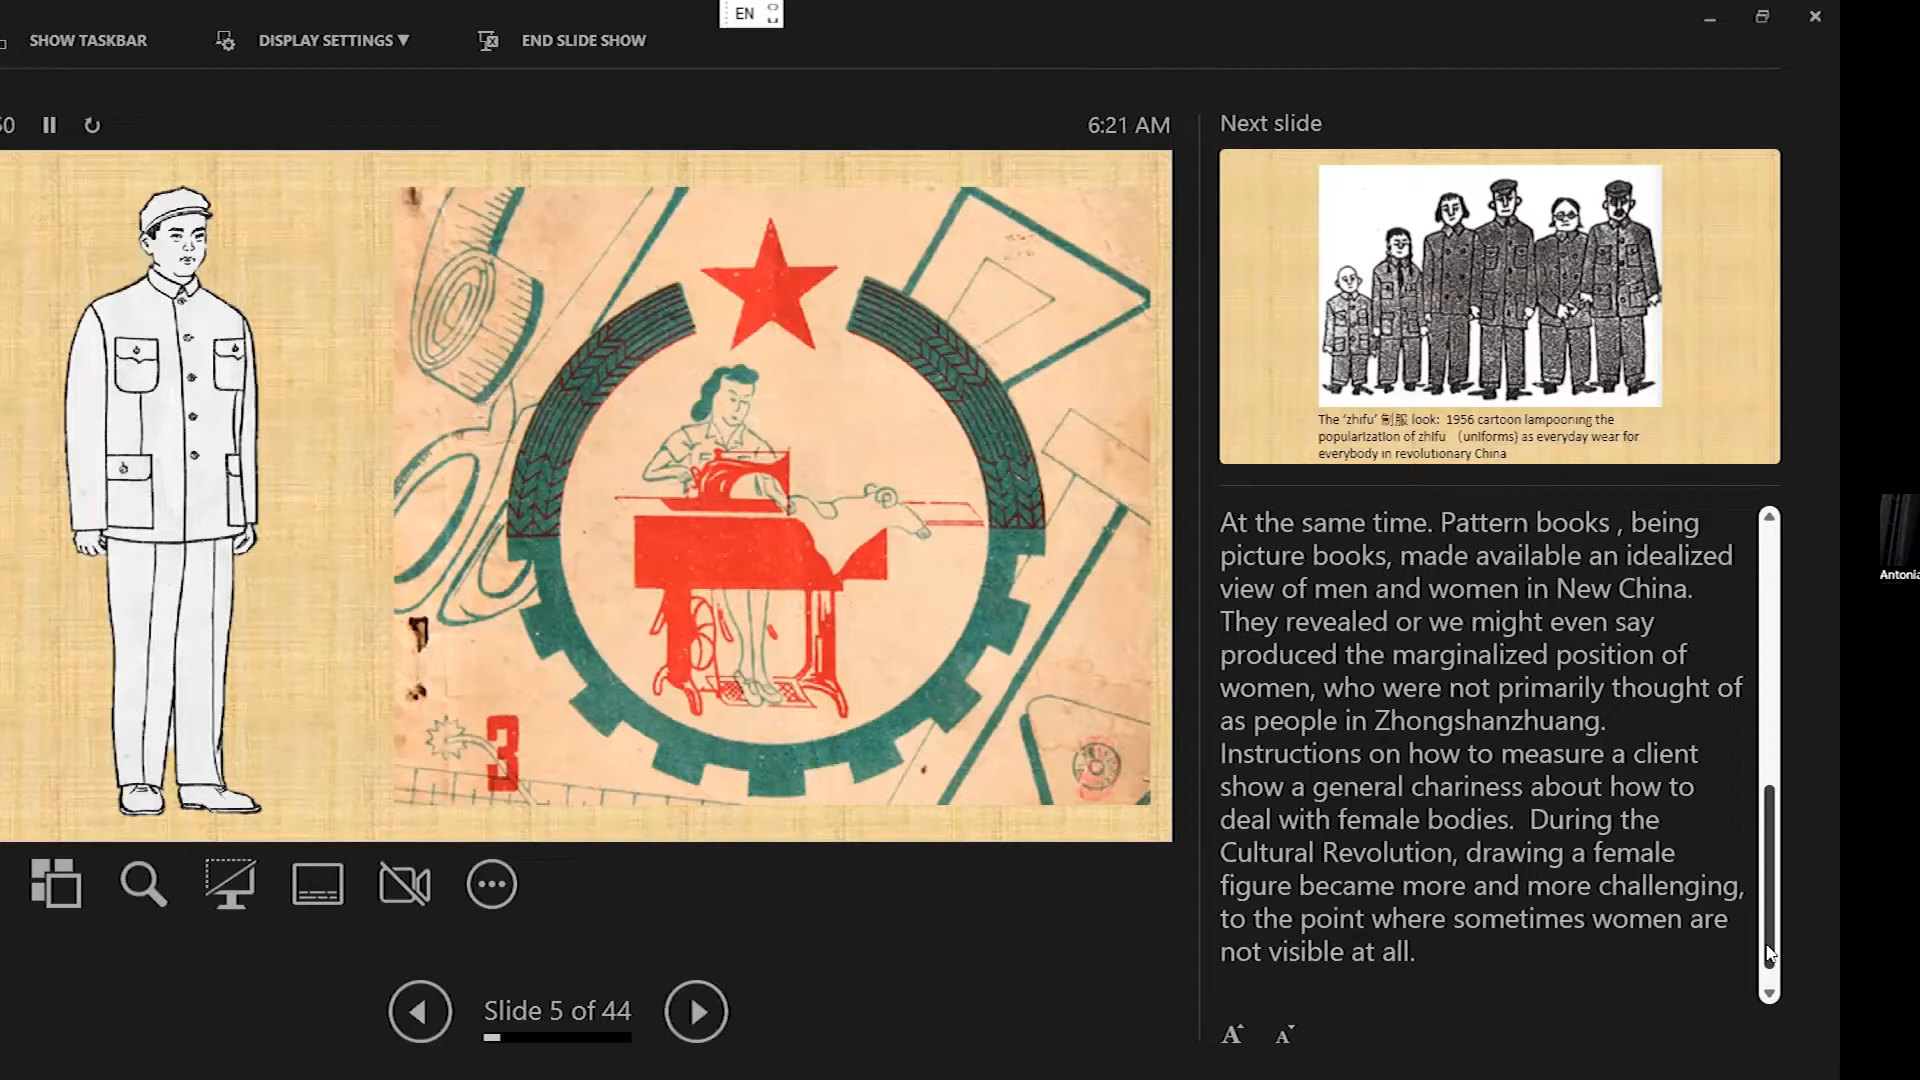 EN
SHOW TASKBAR
DISPLAY SETTINGS ▼
END SLIDE SHOW
6:21 AM
Next slide
3
The ‘zhifu’ 制服 look: 1956 cartoon lampooning the
popularization of zhifu (uniforms) as everyday wear for
everybody in revolutionary China
At the same time. Pattern books , being
picture books, made available an idealized
view of men and women in New China.
They revealed or we might even say
produced the marginalized position of
women, who were not primarily thought of
as people in Zhongshanzhuang.
Instructions on how to measure a client
show a general chariness about how to
deal with female bodies.  During the
Cultural Revolution, drawing a female
figure became more and more challenging,
to the point where sometimes women are
not visible at all.
Slide 5 of 44
A A
Antonia